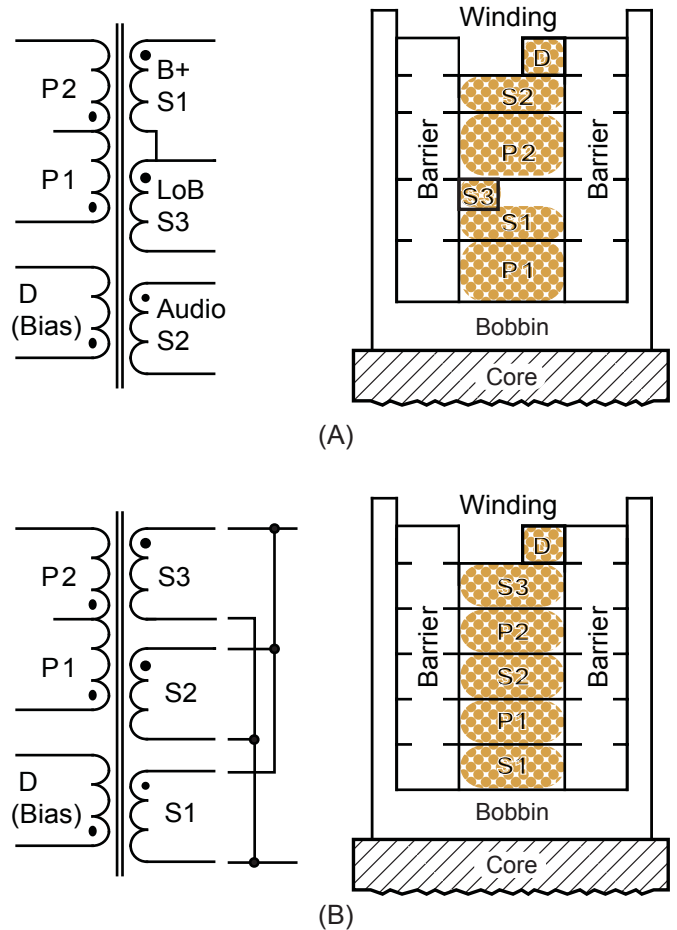 P2
P1
D
(Bias)
B+
S1
LoB
S3
Audio
S2
Winding
D
S2
P2
S3
S1
P1
Barrier
Barrier
Bobbin
Core
(A)
P2
P1
D
(Bias)
S3
S2
S1
Winding
D
S3
P2
S2
P1
S1
Barrier
Barrier
Bobbin
Core
(B)